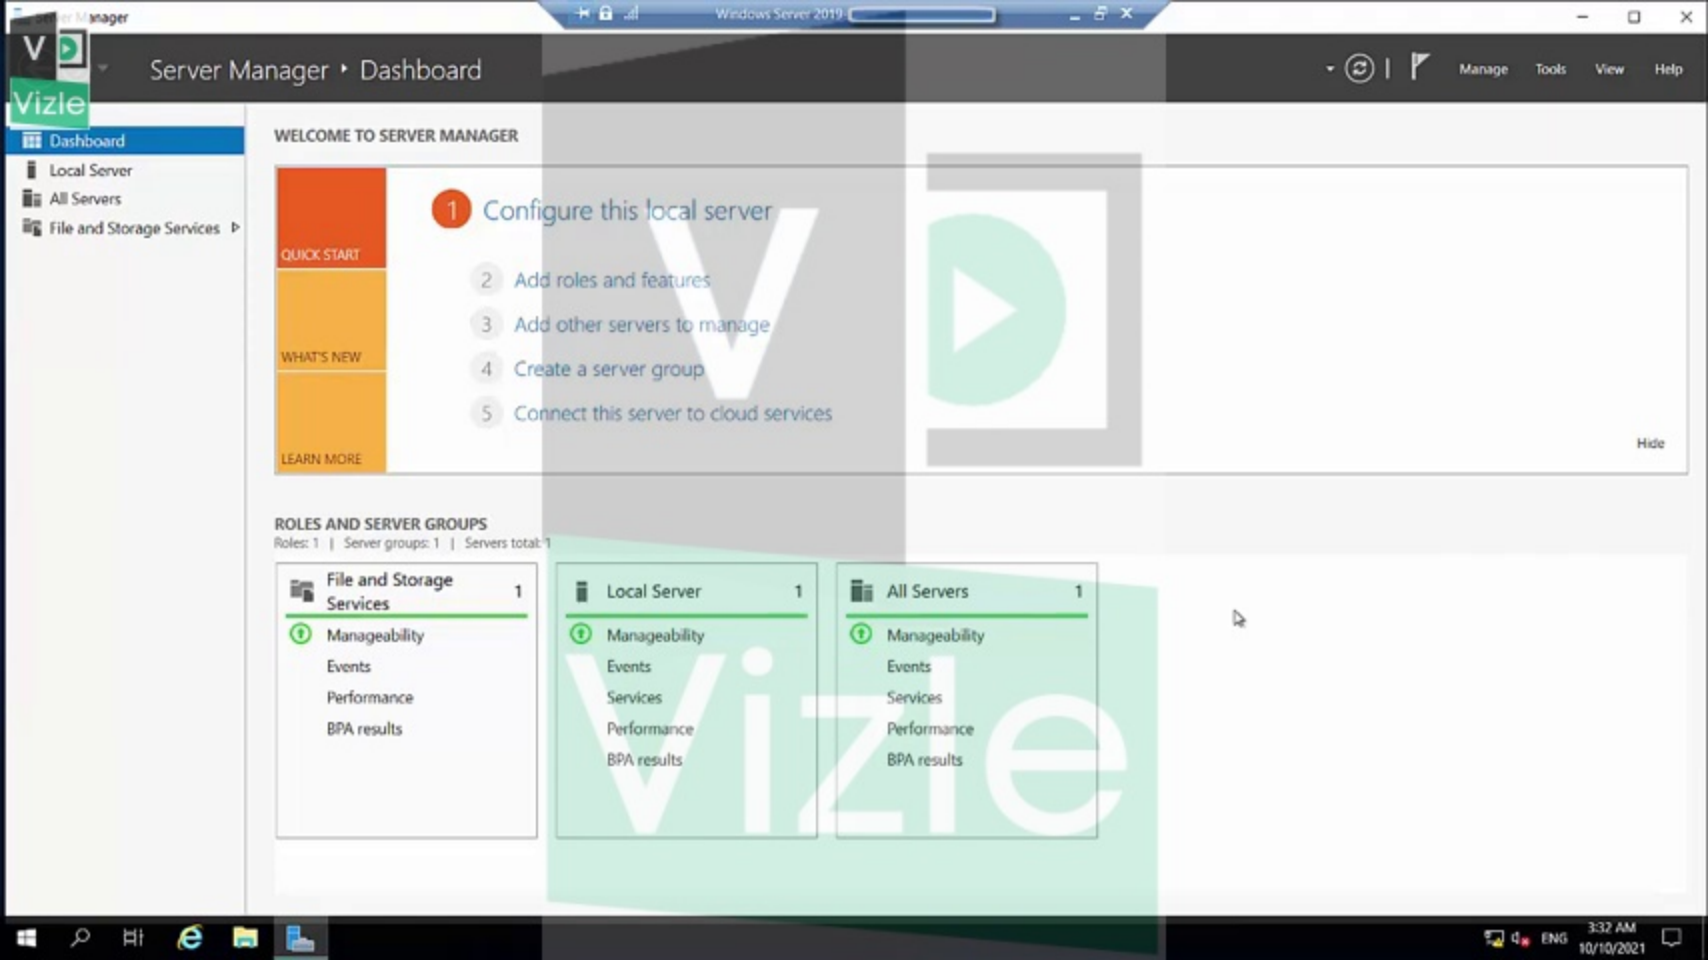 Server Manager
Windows Server 2019-
V
Vizle
Server Manager
Dashboard
Manage
Tools
View
Help
Dashboard
Local Server
All Servers
File and Storage Services
WELCOME TO SERVER MANAGER
QUICK START
WHAT'S NEW
LEARN MORE
1 Configure this local server
2 Add roles and features
3 Add other servers to manage
4 Create a server group
5 Connect this server to cloud services
Hide
V
ROLES AND SERVER GROUPS
Roles: 1 | Server groups: 1 | Servers total: 1
File and Storage
Services
1
Manageability
Events
Performance
BPA results
Local Server 1
Manageability
Events
Services
Performance
BPA results
All Servers 1
Manageability
Events
Services
Performance
BPA results
Vizle
ENG
3:32 AM
10/10/2021